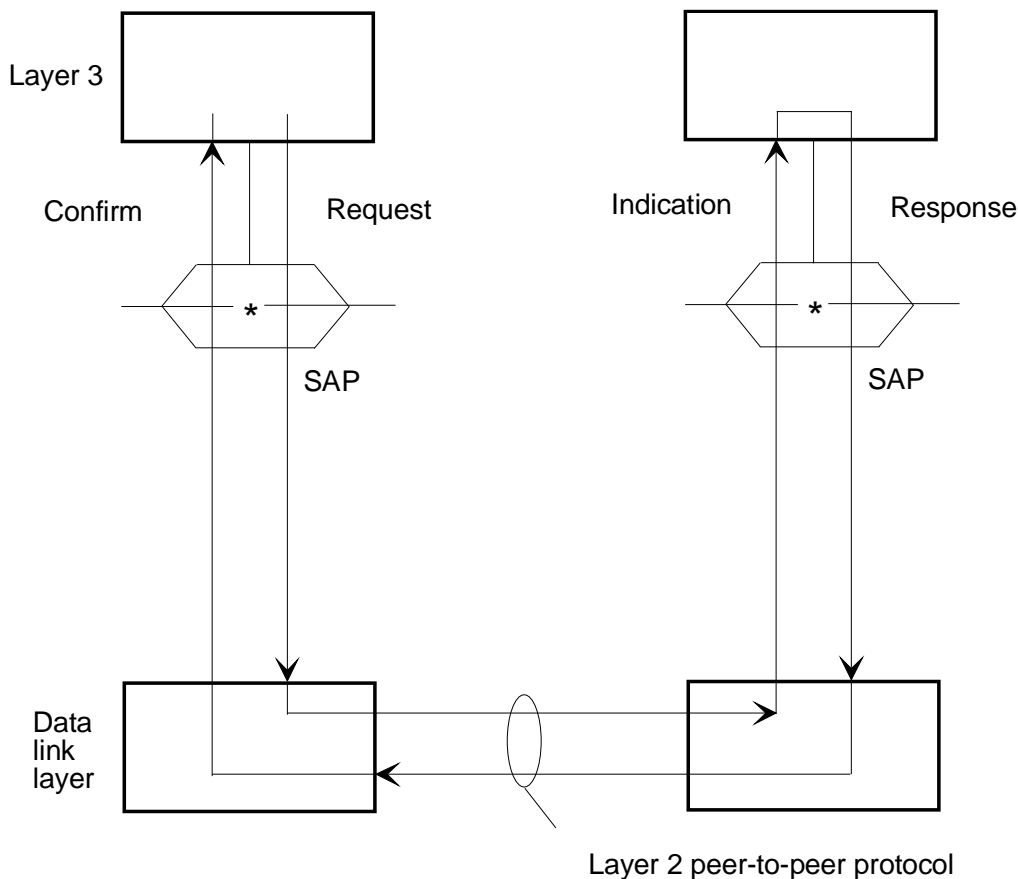 Layer 3
Confirm
Request
Indication
Response
*
*
SAP
SAP
Data
link
layer
Layer 2 peer-to-peer protocol